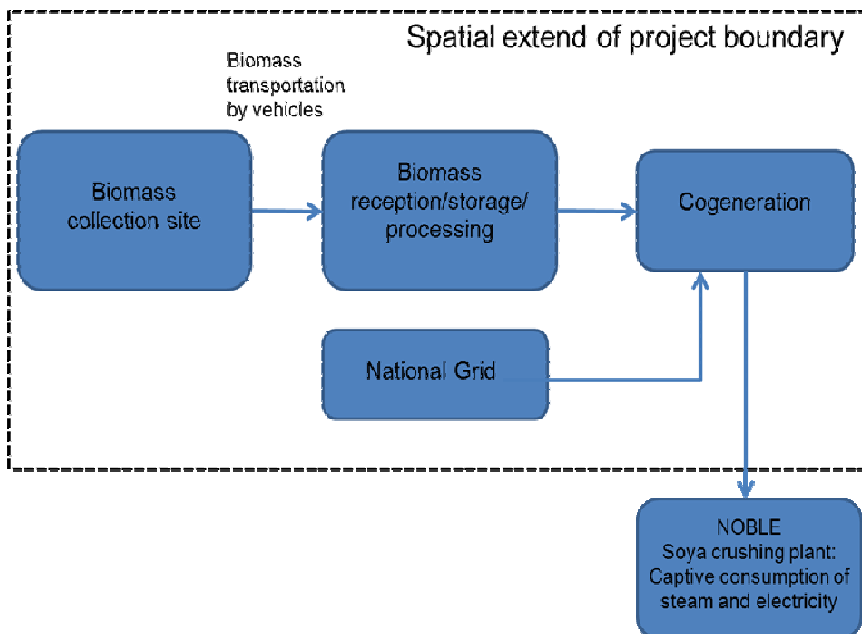 Spatial extend of project boundary
Biomass
transportation
by vehicles
Biomass
collection site
Biomass
reception/storage/
processing
Cogeneration
National Grid
NOBLE
Soya crushing plant:
Captive consumption of
steam and electricity